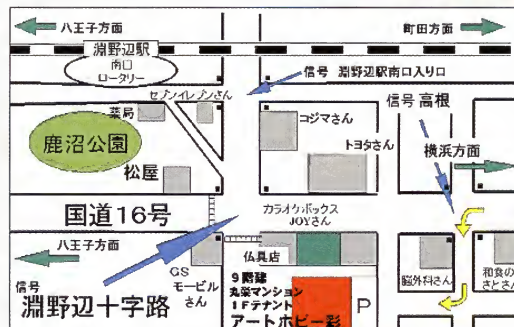 八王子方面
町田方面
淵野辺駅
南口
ロータリー
信号 淵野辺駅南口入り口
セブンイレブンさん
薬局
信号 高根
コジマさん
鹿沼公園
トヨタさん
横浜方面
松屋
国道16号
カラオケボックス
JOYさん
八王子方面
仏具店
GS
モービル
さん
信号
淵野辺十字路
9階建
丸栄マンション
1Fテナント
アートホビー彩
P
脳外科さん
和食の
さとさん